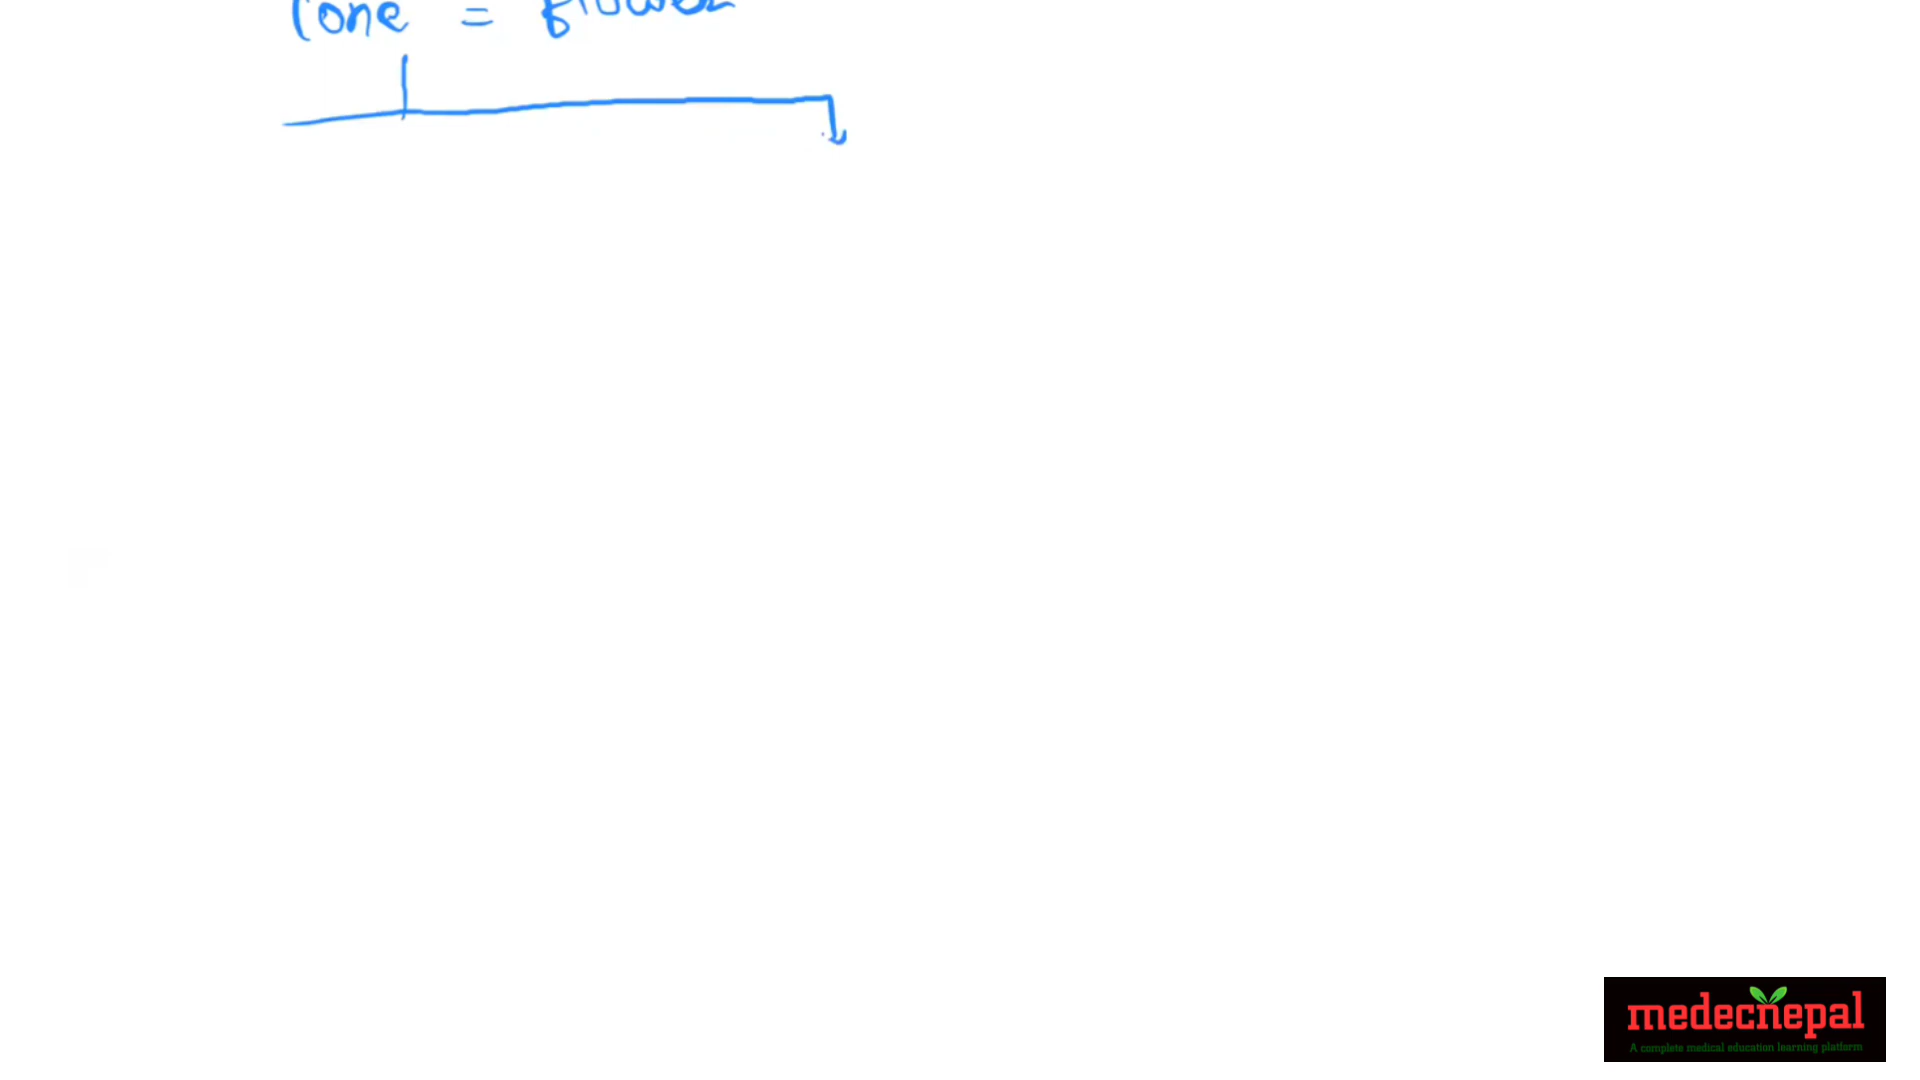 Cone = flower
medecnepal
A complete medical education learning platform